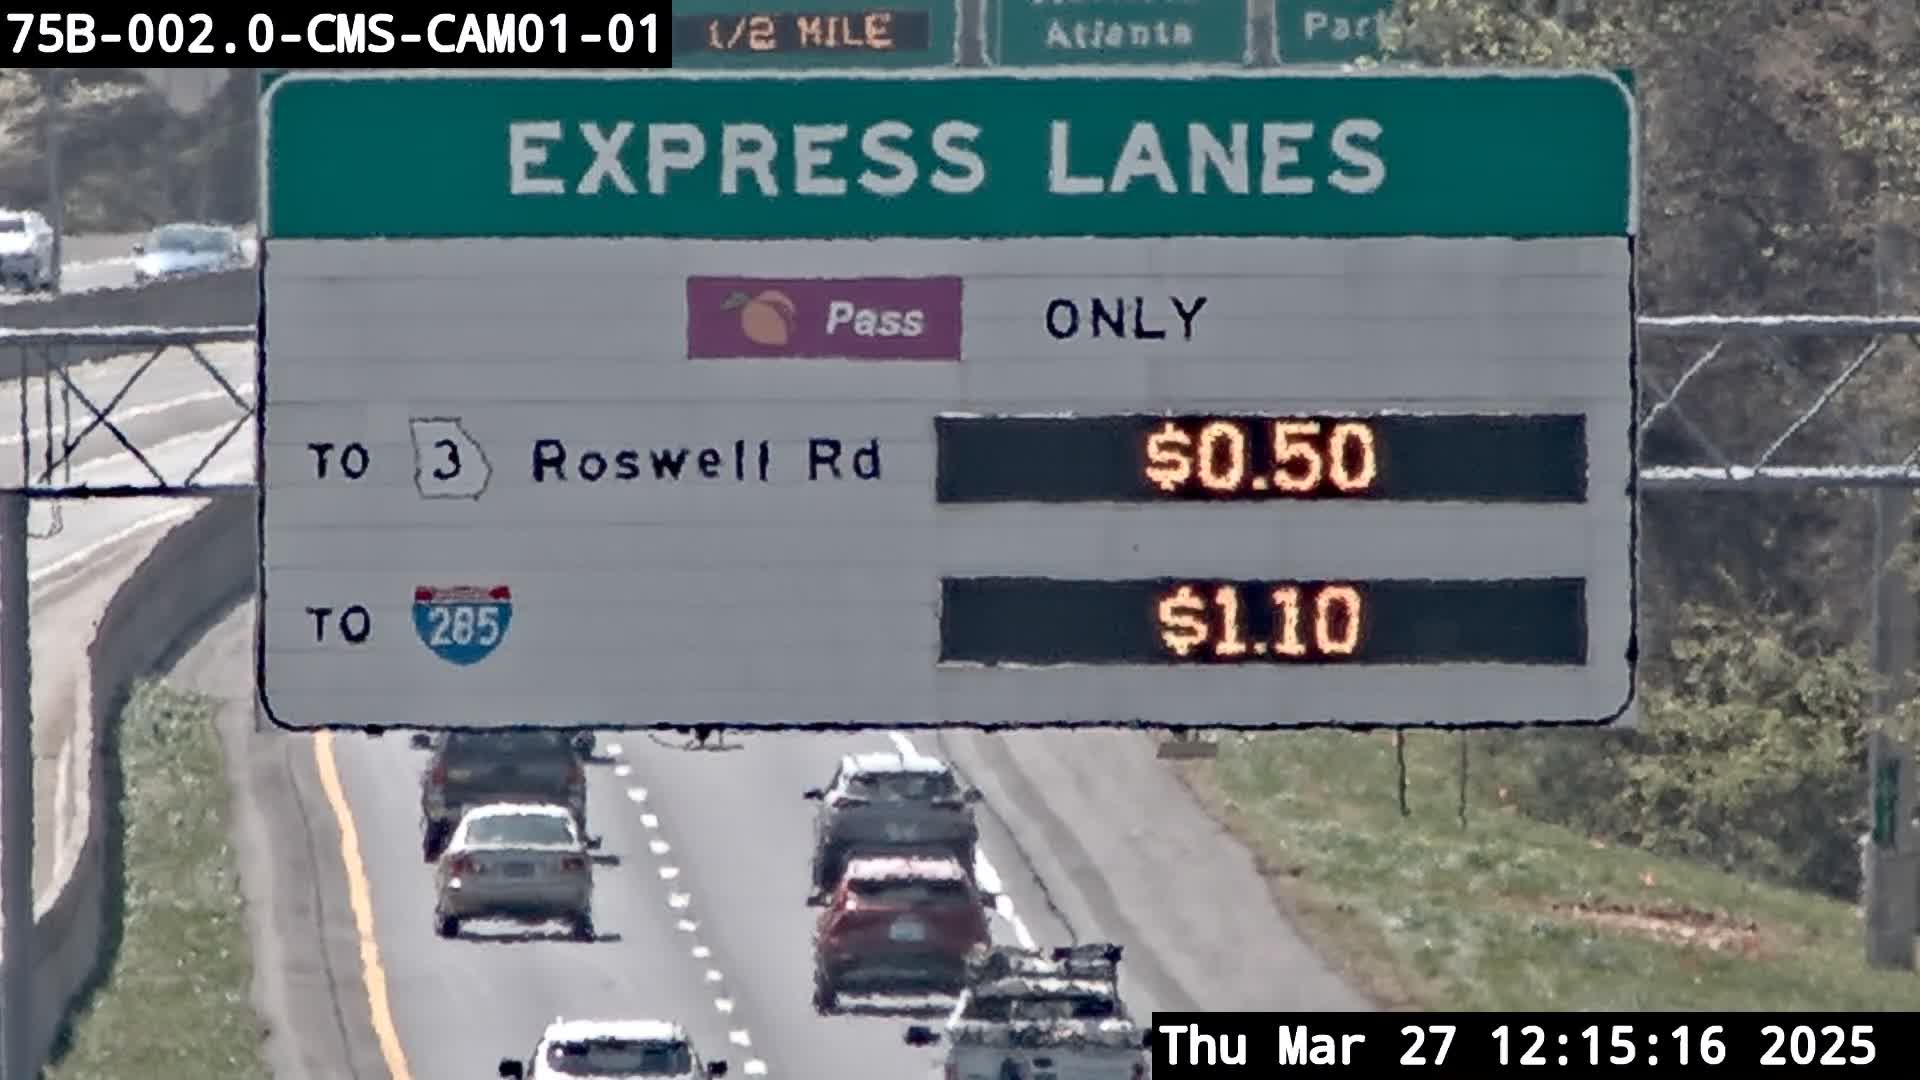 75B-002.0-CMS-CAM01-01
1/2 MILE
Atlanta
EXPRESS LANES
Pass ONLY
TO 3 Roswell Rd $0.50
TO 285 $1.10
Thu Mar 27 12:15:16 2025